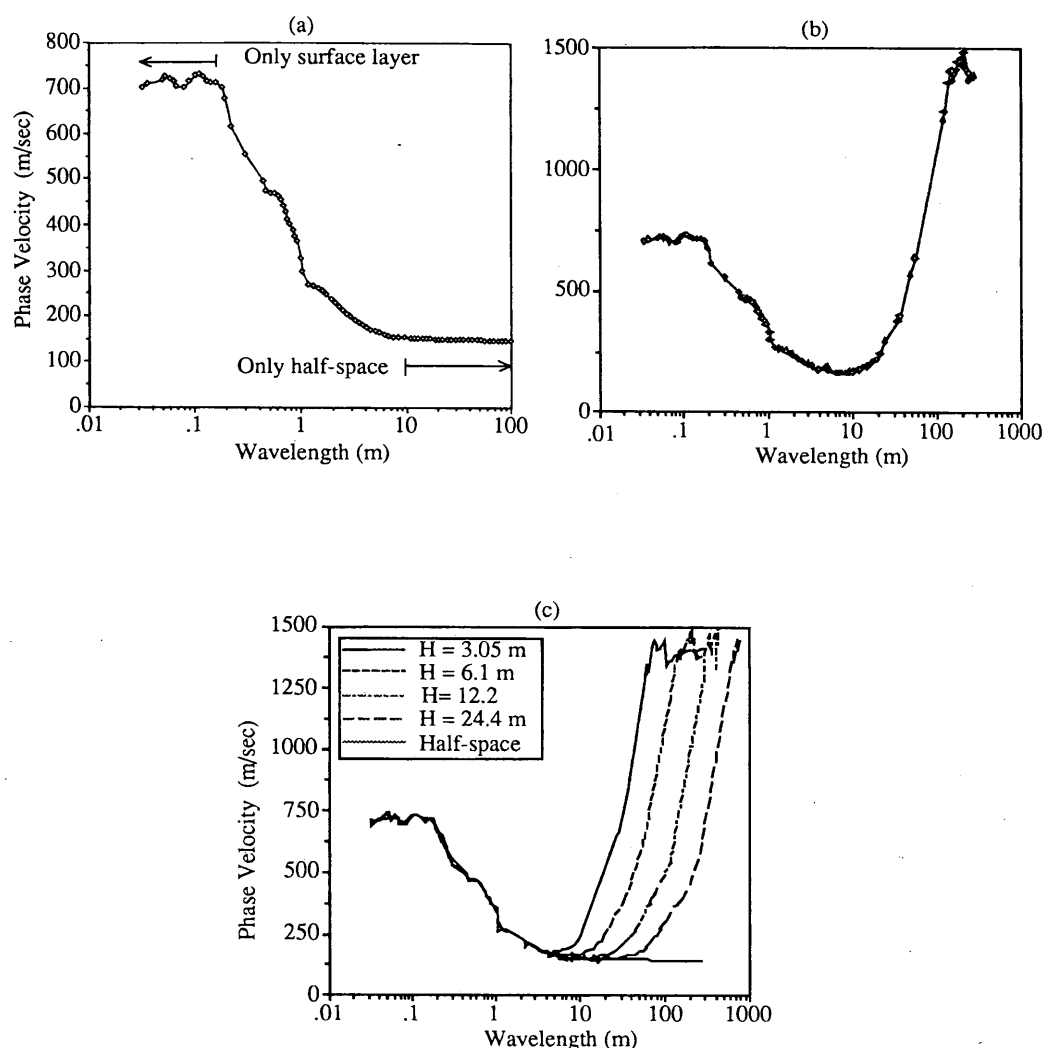 (a)
800
700
600
500
400
300
200
100
0
Phase Velocity (m/sec)
Only surface layer
Only half-space
.01
.1
1
10
100
Wavelength (m)
(b)
1500
1000
500
0
.01
.1
1
10
100
1000
Wavelength (m)
(c)
1500
1250
1000
750
500
250
0
Phase Velocity (m/sec)
H = 3.05 m
H = 6.1 m
H= 12.2
H = 24.4 m
Half-space
.01
.1
1
10
100
1000
Wavelength (m)